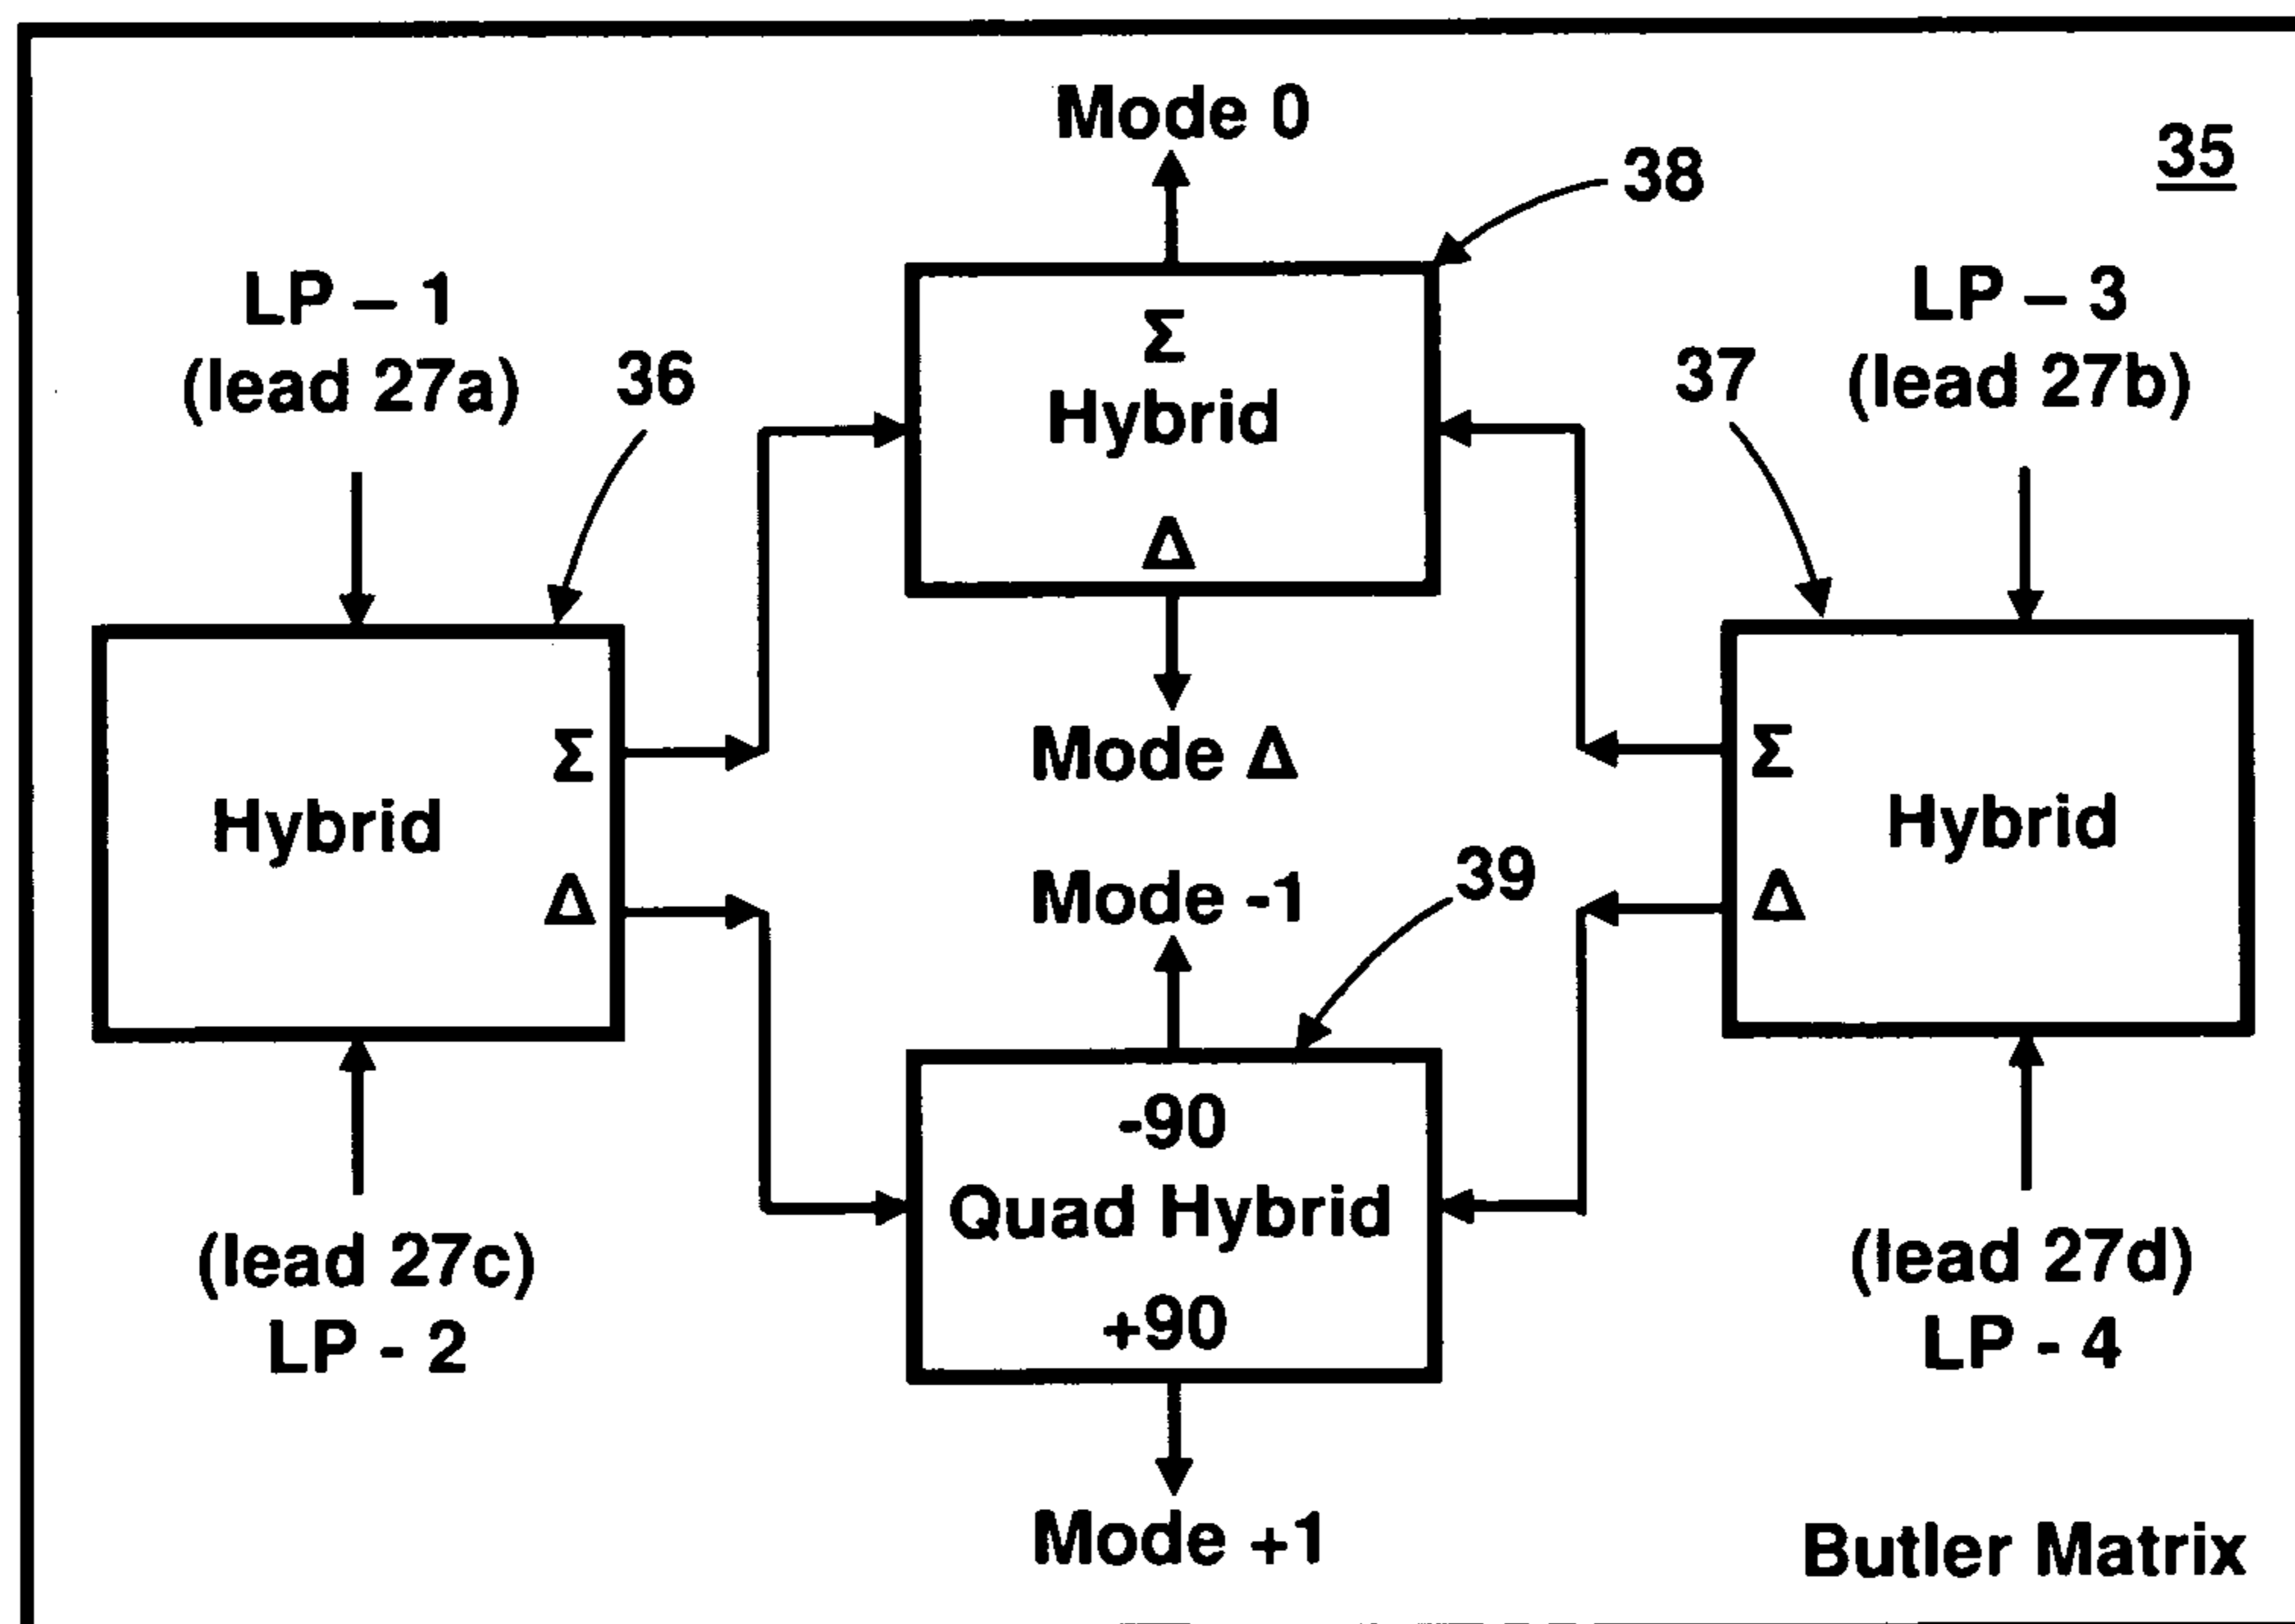 Mode 0
35
38
LP – 1
(lead 27a)
36
Σ
Hybrid
Δ
37
LP – 3
(lead 27b)
Hybrid
Σ
Δ
Mode Δ
Mode -1
39
Σ
Δ
Hybrid
-90
Quad Hybrid
+90
(lead 27c)
LP - 2
(lead 27d)
LP - 4
Mode +1
Butler Matrix